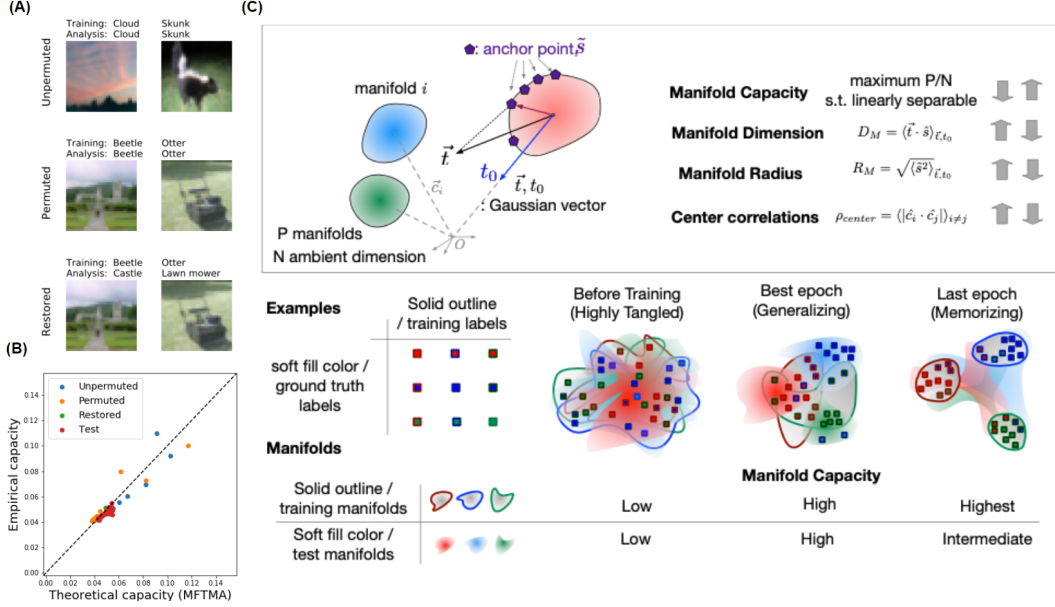 (A)
Training: Cloud
Analysis: Cloud
Skunk
Skunk
Unpermuted
Training: Beetle
Analysis: Beetle
Otter
Otter
Permuted
Training: Beetle
Analysis: Castle
Otter
Lawn mower
Restored
(B)
Unpermuted
Permuted
Restored
Test
Empirical capacity
0.14
0.12
0.10
0.08
0.06
0.04
0.02
0.00
0.00 0.02 0.04 0.06 0.08 0.10 0.12 0.14
Theoretical capacity (MFTMA)
(C)
: anchor point, s̃
manifold i
t⃗
t₀
c⃗ᵢ
t⃗, t₀
: Gaussian vector
O
P manifolds
N ambient dimension
Manifold Capacity
maximum P/N
s.t. linearly separable
Manifold Dimension
D_M = ⟨t⃗ · ŝ⟩_{t⃗,t₀}
Manifold Radius
R_M = √⟨s̃²⟩_{t⃗,t₀}
Center correlations
ρ_center = ⟨|ĉᵢ · ĉⱼ|⟩_{i≠j}
Examples
Solid outline
/ training labels
Before Training
(Highly Tangled)
Best epoch
(Generalizing)
Last epoch
(Memorizing)
soft fill color /
ground truth
labels
Manifolds
Manifold Capacity
Solid outline /
training manifolds
Low
High
Highest
Soft fill color /
test manifolds
Low
High
Intermediate